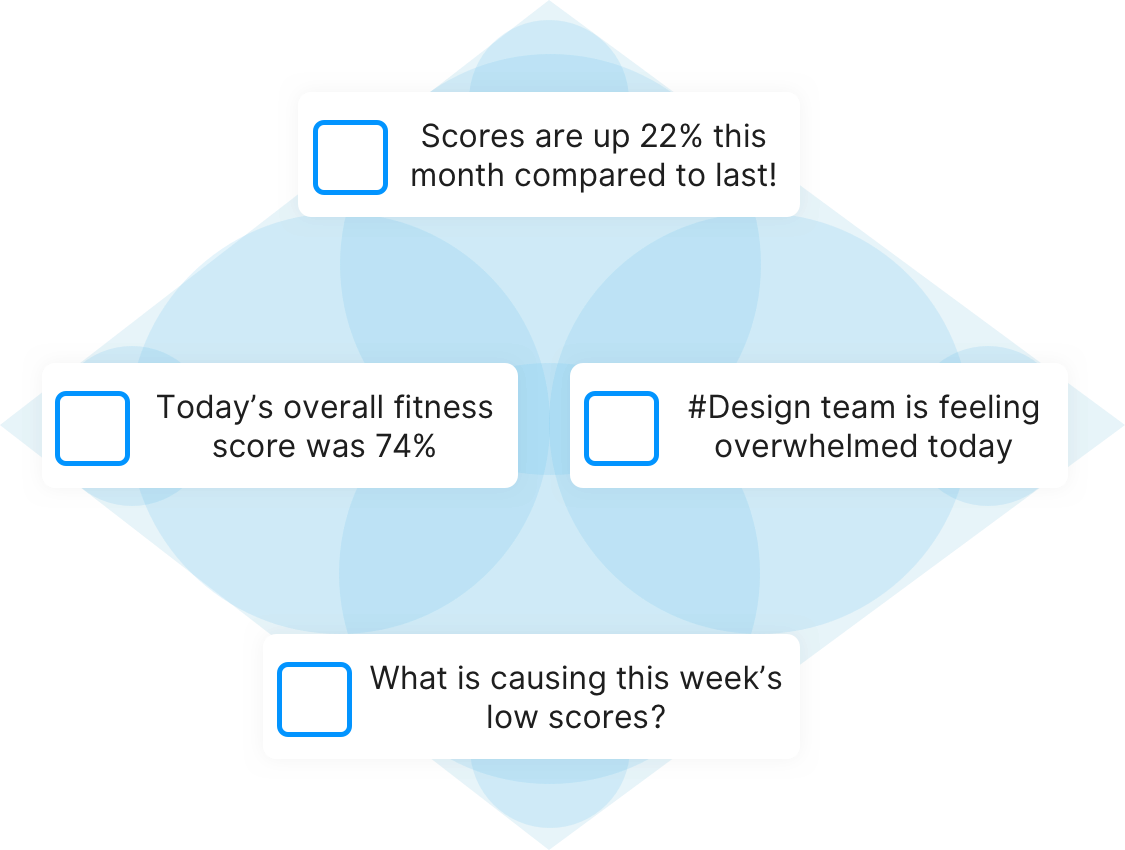 Scores are up 22% this
month compared to last!
Today’s overall fitness
score was 74%
#Design team is feeling
overwhelmed today
What is causing this week’s
low scores?